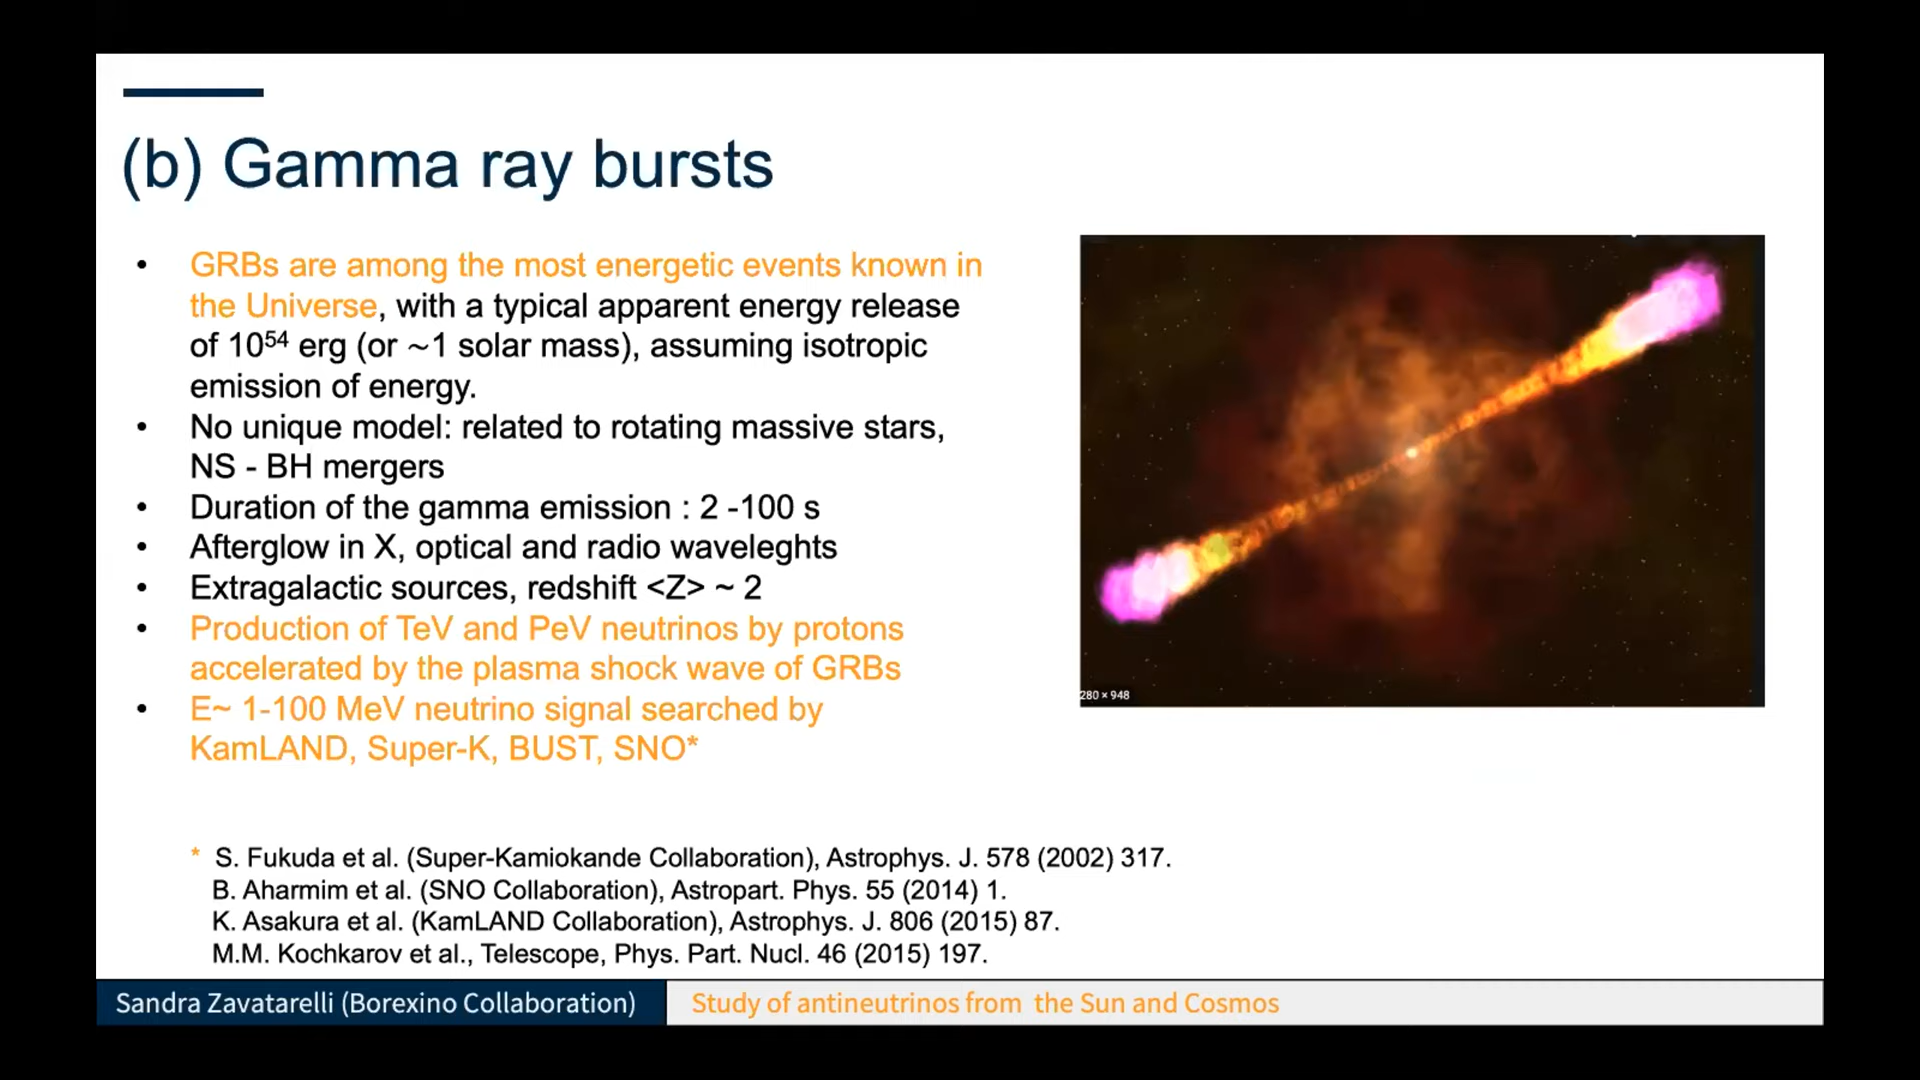 (b) Gamma ray bursts
• GRBs are among the most energetic events known in
the Universe, with a typical apparent energy release
of 10⁵⁴ erg (or ~1 solar mass), assuming isotropic
emission of energy.
• No unique model: related to rotating massive stars,
NS - BH mergers
• Duration of the gamma emission : 2 -100 s
• Afterglow in X, optical and radio waveleghts
• Extragalactic sources, redshift <Z> ~ 2
• Production of TeV and PeV neutrinos by protons
accelerated by the plasma shock wave of GRBs
• E~ 1-100 MeV neutrino signal searched by
KamLAND, Super-K, BUST, SNO*
280 × 948
* S. Fukuda et al. (Super-Kamiokande Collaboration), Astrophys. J. 578 (2002) 317.
B. Aharmim et al. (SNO Collaboration), Astropart. Phys. 55 (2014) 1.
K. Asakura et al. (KamLAND Collaboration), Astrophys. J. 806 (2015) 87.
M.M. Kochkarov et al., Telescope, Phys. Part. Nucl. 46 (2015) 197.
Sandra Zavatarelli (Borexino Collaboration)
Study of antineutrinos from the Sun and Cosmos